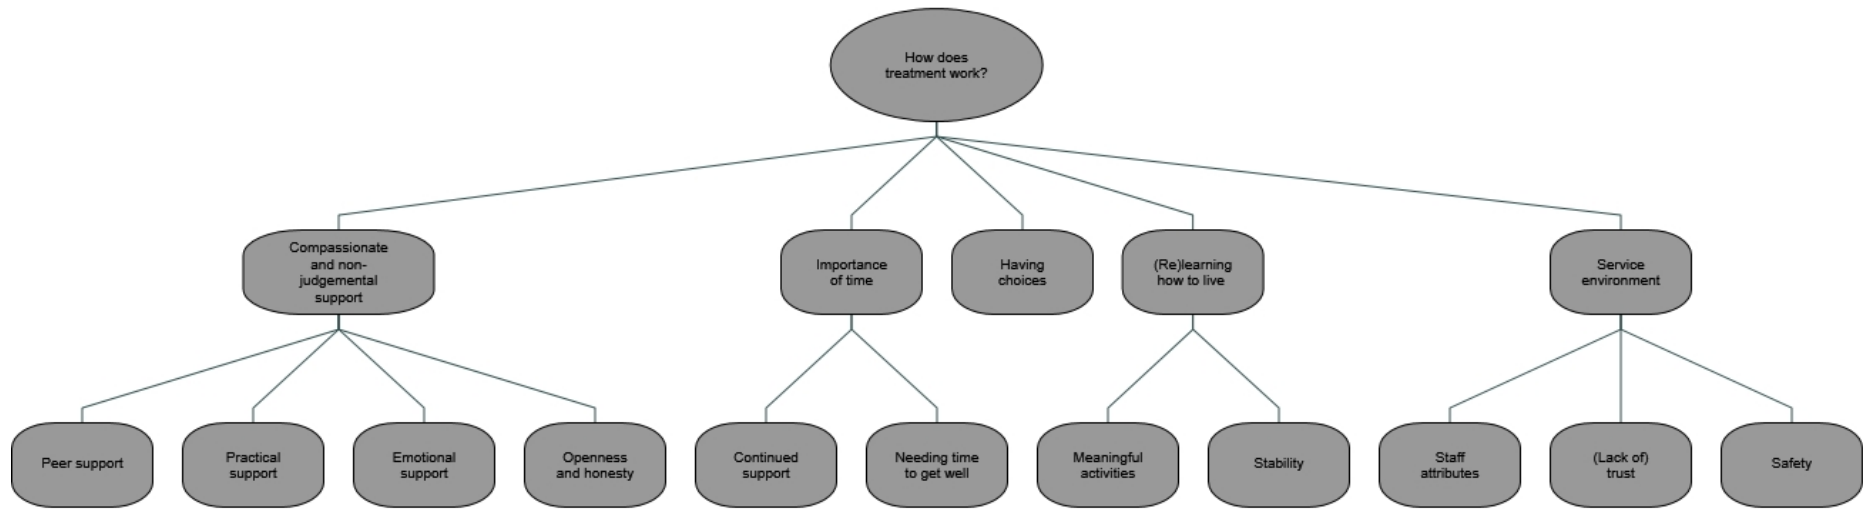 How does
treatment work?
Compassionate
and non-
judgemental
support
Importance
of time
Having
choices
(Re)learning
how to live
Service
environment
Peer support
Practical
support
Emotional
support
Openness
and honesty
Continued
support
Needing time
to get well
Meaningful
activities
Stability
Staff
attributes
(Lack of)
trust
Safety